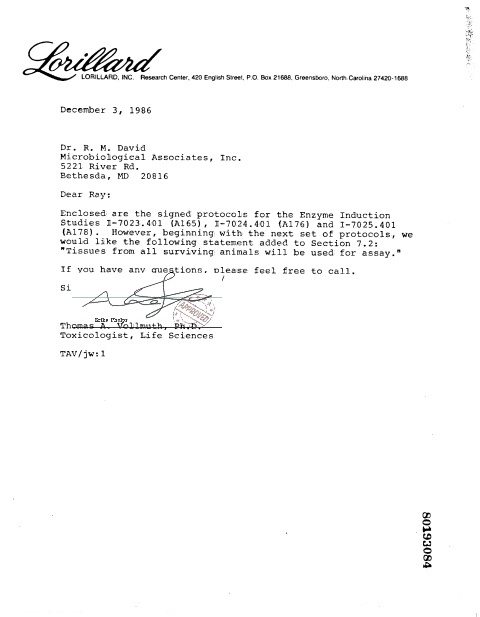 Lorillard
LORILLARD, INC. Research Center, 420 English Street, P.O. Box 21688, Greensboro, North Carolina 27420-1688
December 3, 1986
Dr. R. M. David
Microbiological Associates, Inc.
5221 River Rd.
Bethesda, MD 20816
Dear Ray:
Enclosed are the signed protocols for the Enzyme Induction
Studies I-7023.401 (A165), I-7024.401 (A176) and I-7025.401
(A178). However, beginning with the next set of protocols, we
would like the following statement added to Section 7.2:
"Tissues from all surviving animals will be used for assay."
If you have any questions, please feel free to call.
Si
APPROVED
Thomas A. Vollmuth, Ph.D.
Toxicologist, Life Sciences
TAV/jw:1
80193084